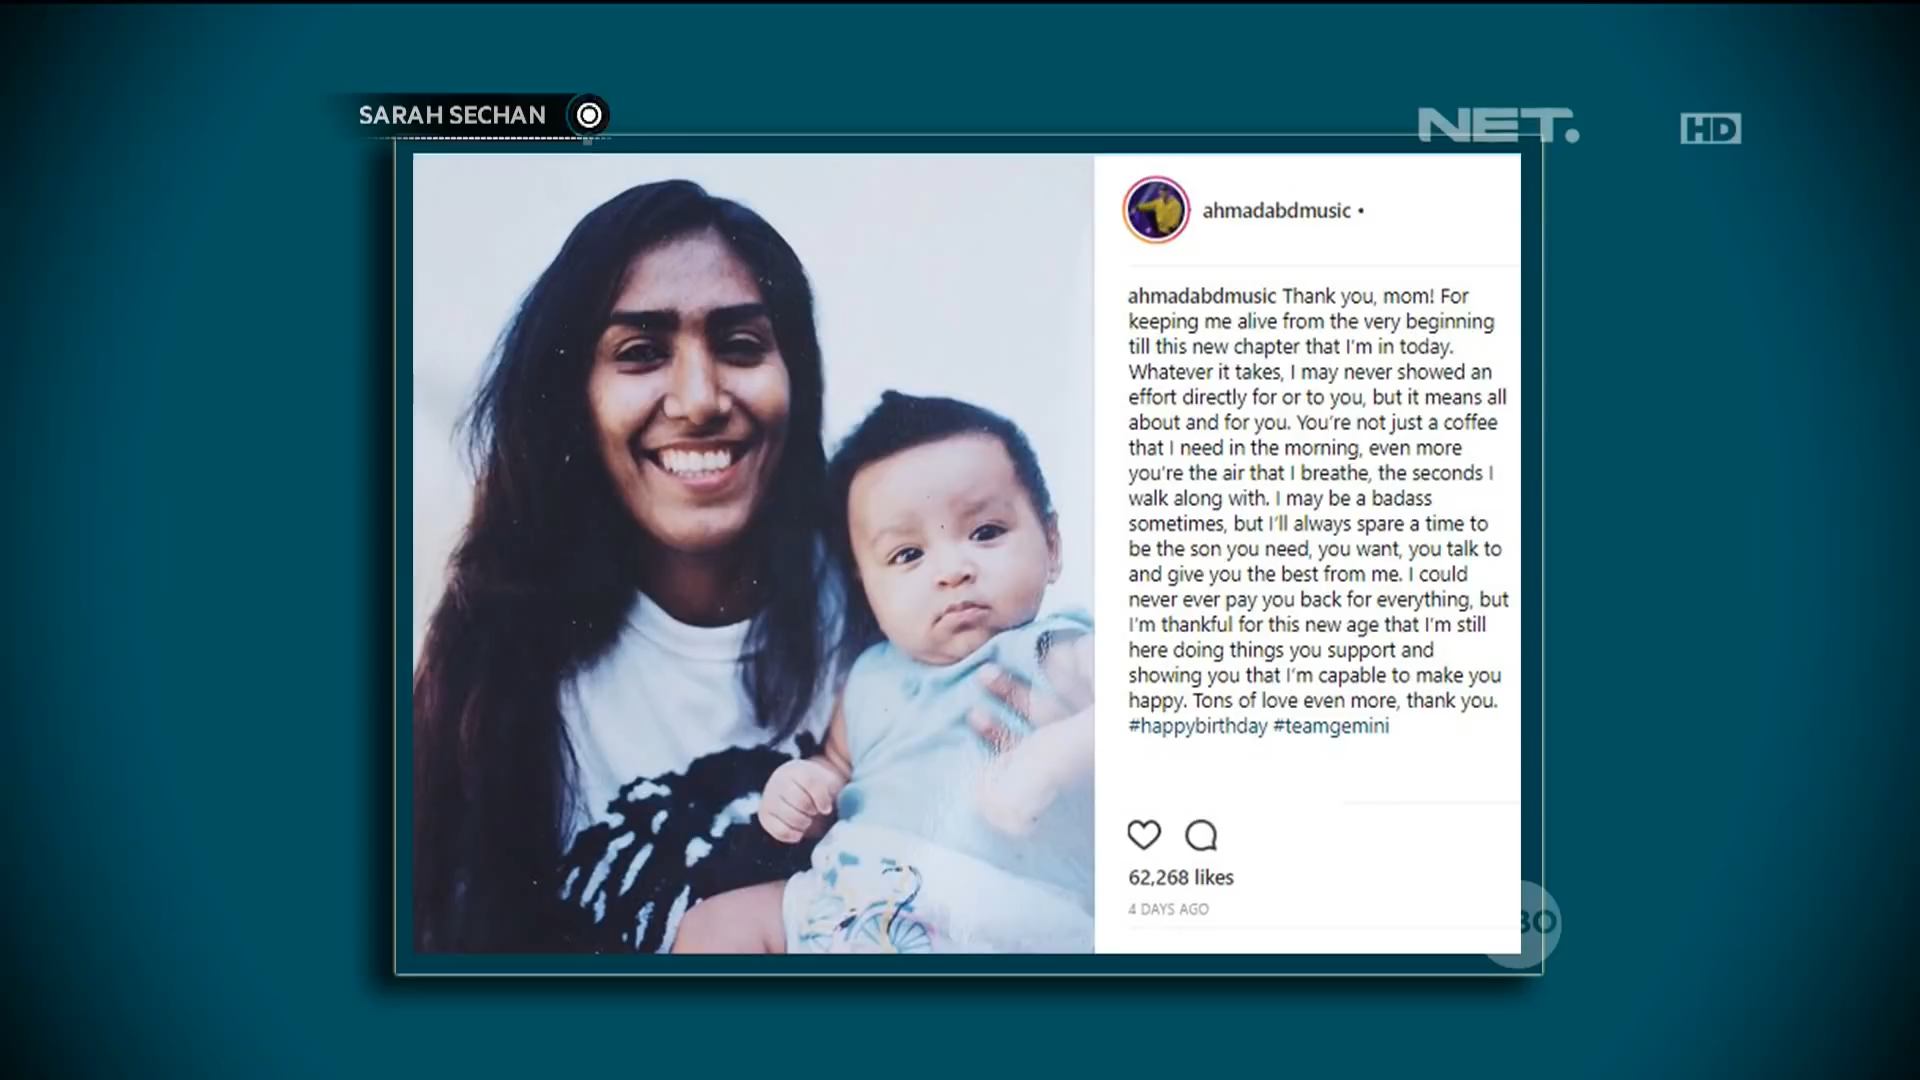 SARAH SECHAN
NET.
HD
ahmadabdmusic •
ahmadabdmusic Thank you, mom! For
keeping me alive from the very beginning
till this new chapter that I'm in today.
Whatever it takes, I may never showed an
effort directly for or to you, but it means all
about and for you. You're not just a coffee
that I need in the morning, even more
you're the air that I breathe, the seconds I
walk along with. I may be a badass
sometimes, but I'll always spare a time to
be the son you need, you want, you talk to
and give you the best from me. I could
never ever pay you back for everything, but
I'm thankful for this new age that I'm still
here doing things you support and
showing you that I'm capable to make you
happy. Tons of love even more, thank you.
#happybirthday #teamgemini
62,268 likes
4 DAYS AGO